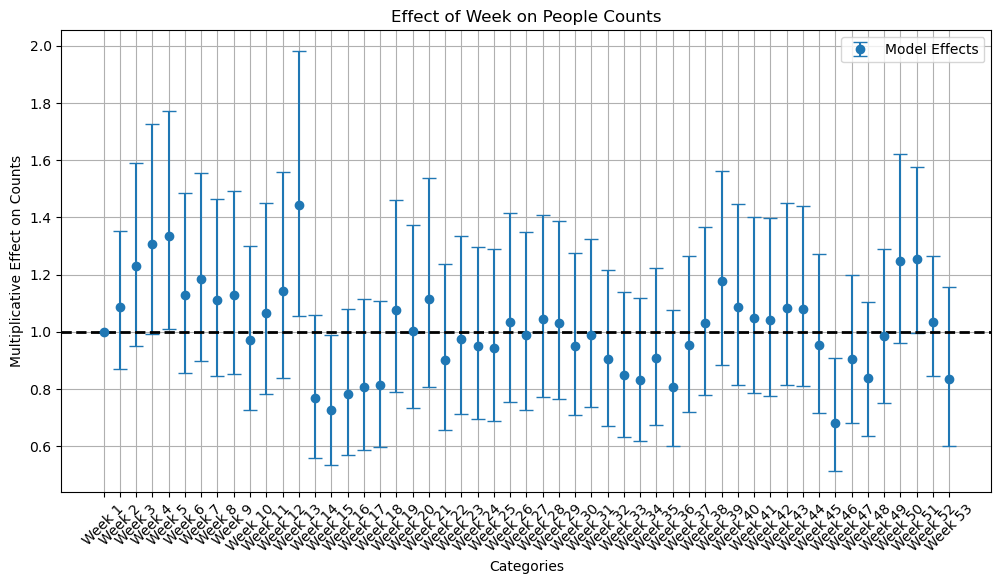 Effect of Week on People Counts
Model Effects
Multiplicative Effect on Counts
2.0
1.8
1.6
1.4
1.2
1.0
0.8
0.6
Week 1
Week 2
Week 3
Week 4
Week 5
Week 6
Week 7
Week 8
Week 9
Week 10
Week 11
Week 12
Week 13
Week 14
Week 15
Week 16
Week 17
Week 18
Week 19
Week 20
Week 21
Week 22
Week 23
Week 24
Week 25
Week 26
Week 27
Week 28
Week 29
Week 30
Week 31
Week 32
Week 33
Week 34
Week 35
Week 36
Week 37
Week 38
Week 39
Week 40
Week 41
Week 42
Week 43
Week 44
Week 45
Week 46
Week 47
Week 48
Week 49
Week 50
Week 51
Week 52
Week 53
Categories